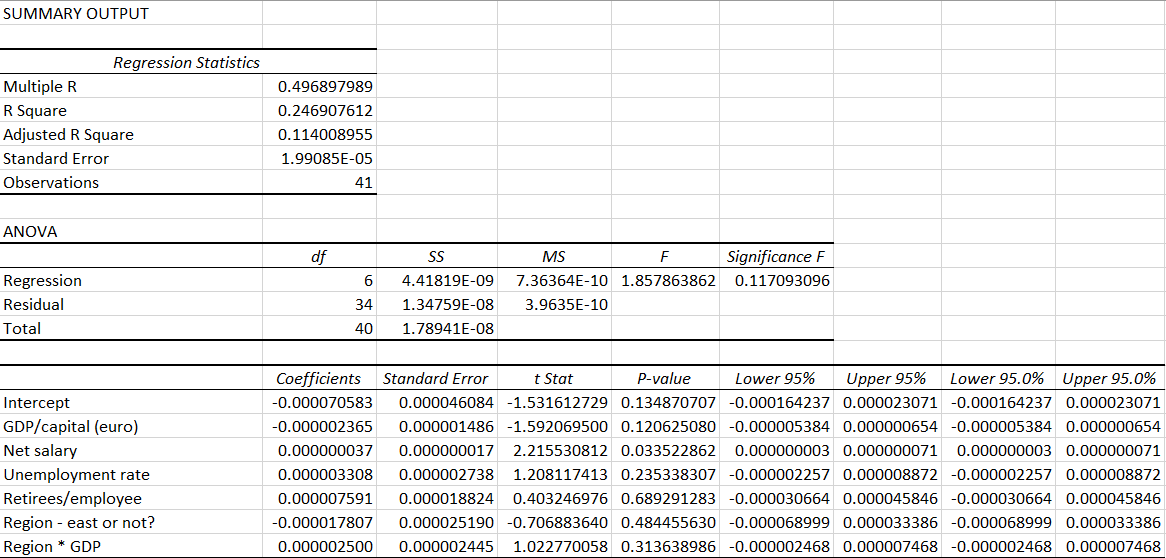 SUMMARY OUTPUT
Regression Statistics
Multiple R 0.496897989
R Square 0.246907612
Adjusted R Square 0.114008955
Standard Error 1.99085E-05
Observations 41
ANOVA
df SS MS F Significance F
Regression 6 4.41819E-09 7.36364E-10 1.857863862 0.117093096
Residual 34 1.34759E-08 3.9635E-10
Total 40 1.78941E-08
Coefficients Standard Error t Stat P-value Lower 95% Upper 95% Lower 95.0% Upper 95.0%
Intercept -0.000070583 0.000046084 -1.531612729 0.134870707 -0.000164237 0.000023071 -0.000164237 0.000023071
GDP/capital (euro) -0.000002365 0.000001486 -1.592069500 0.120625080 -0.000005384 0.000000654 -0.000005384 0.000000654
Net salary 0.000000037 0.000000017 2.215530812 0.033522862 0.000000003 0.000000071 0.000000003 0.000000071
Unemployment rate 0.000003308 0.000002738 1.208117413 0.235338307 -0.000002257 0.000008872 -0.000002257 0.000008872
Retirees/employee 0.000007591 0.000018824 0.403246976 0.689291283 -0.000030664 0.000045846 -0.000030664 0.000045846
Region - east or not? -0.000017807 0.000025190 -0.706883640 0.484455630 -0.000068999 0.000033386 -0.000068999 0.000033386
Region * GDP 0.000002500 0.000002445 1.022770058 0.313638986 -0.000002468 0.000007468 -0.000002468 0.000007468